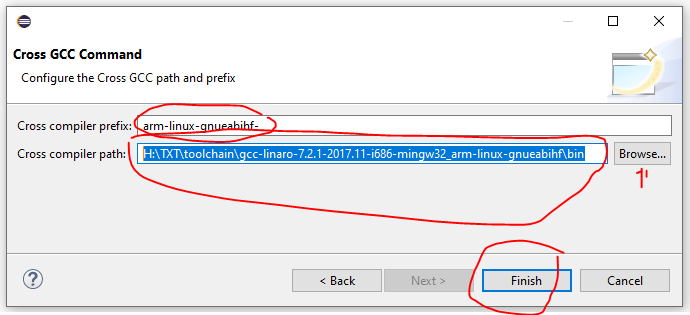 Cross GCC Command
Configure the Cross GCC path and prefix
Cross compiler prefix: arm-linux-gnueabihf-
Cross compiler path: H:\TXT\toolchain\gcc-linaro-7.2.1-2017.11-i686-mingw32_arm-linux-gnueabihf\bin Browse...
1'
? < Back Next > Finish Cancel